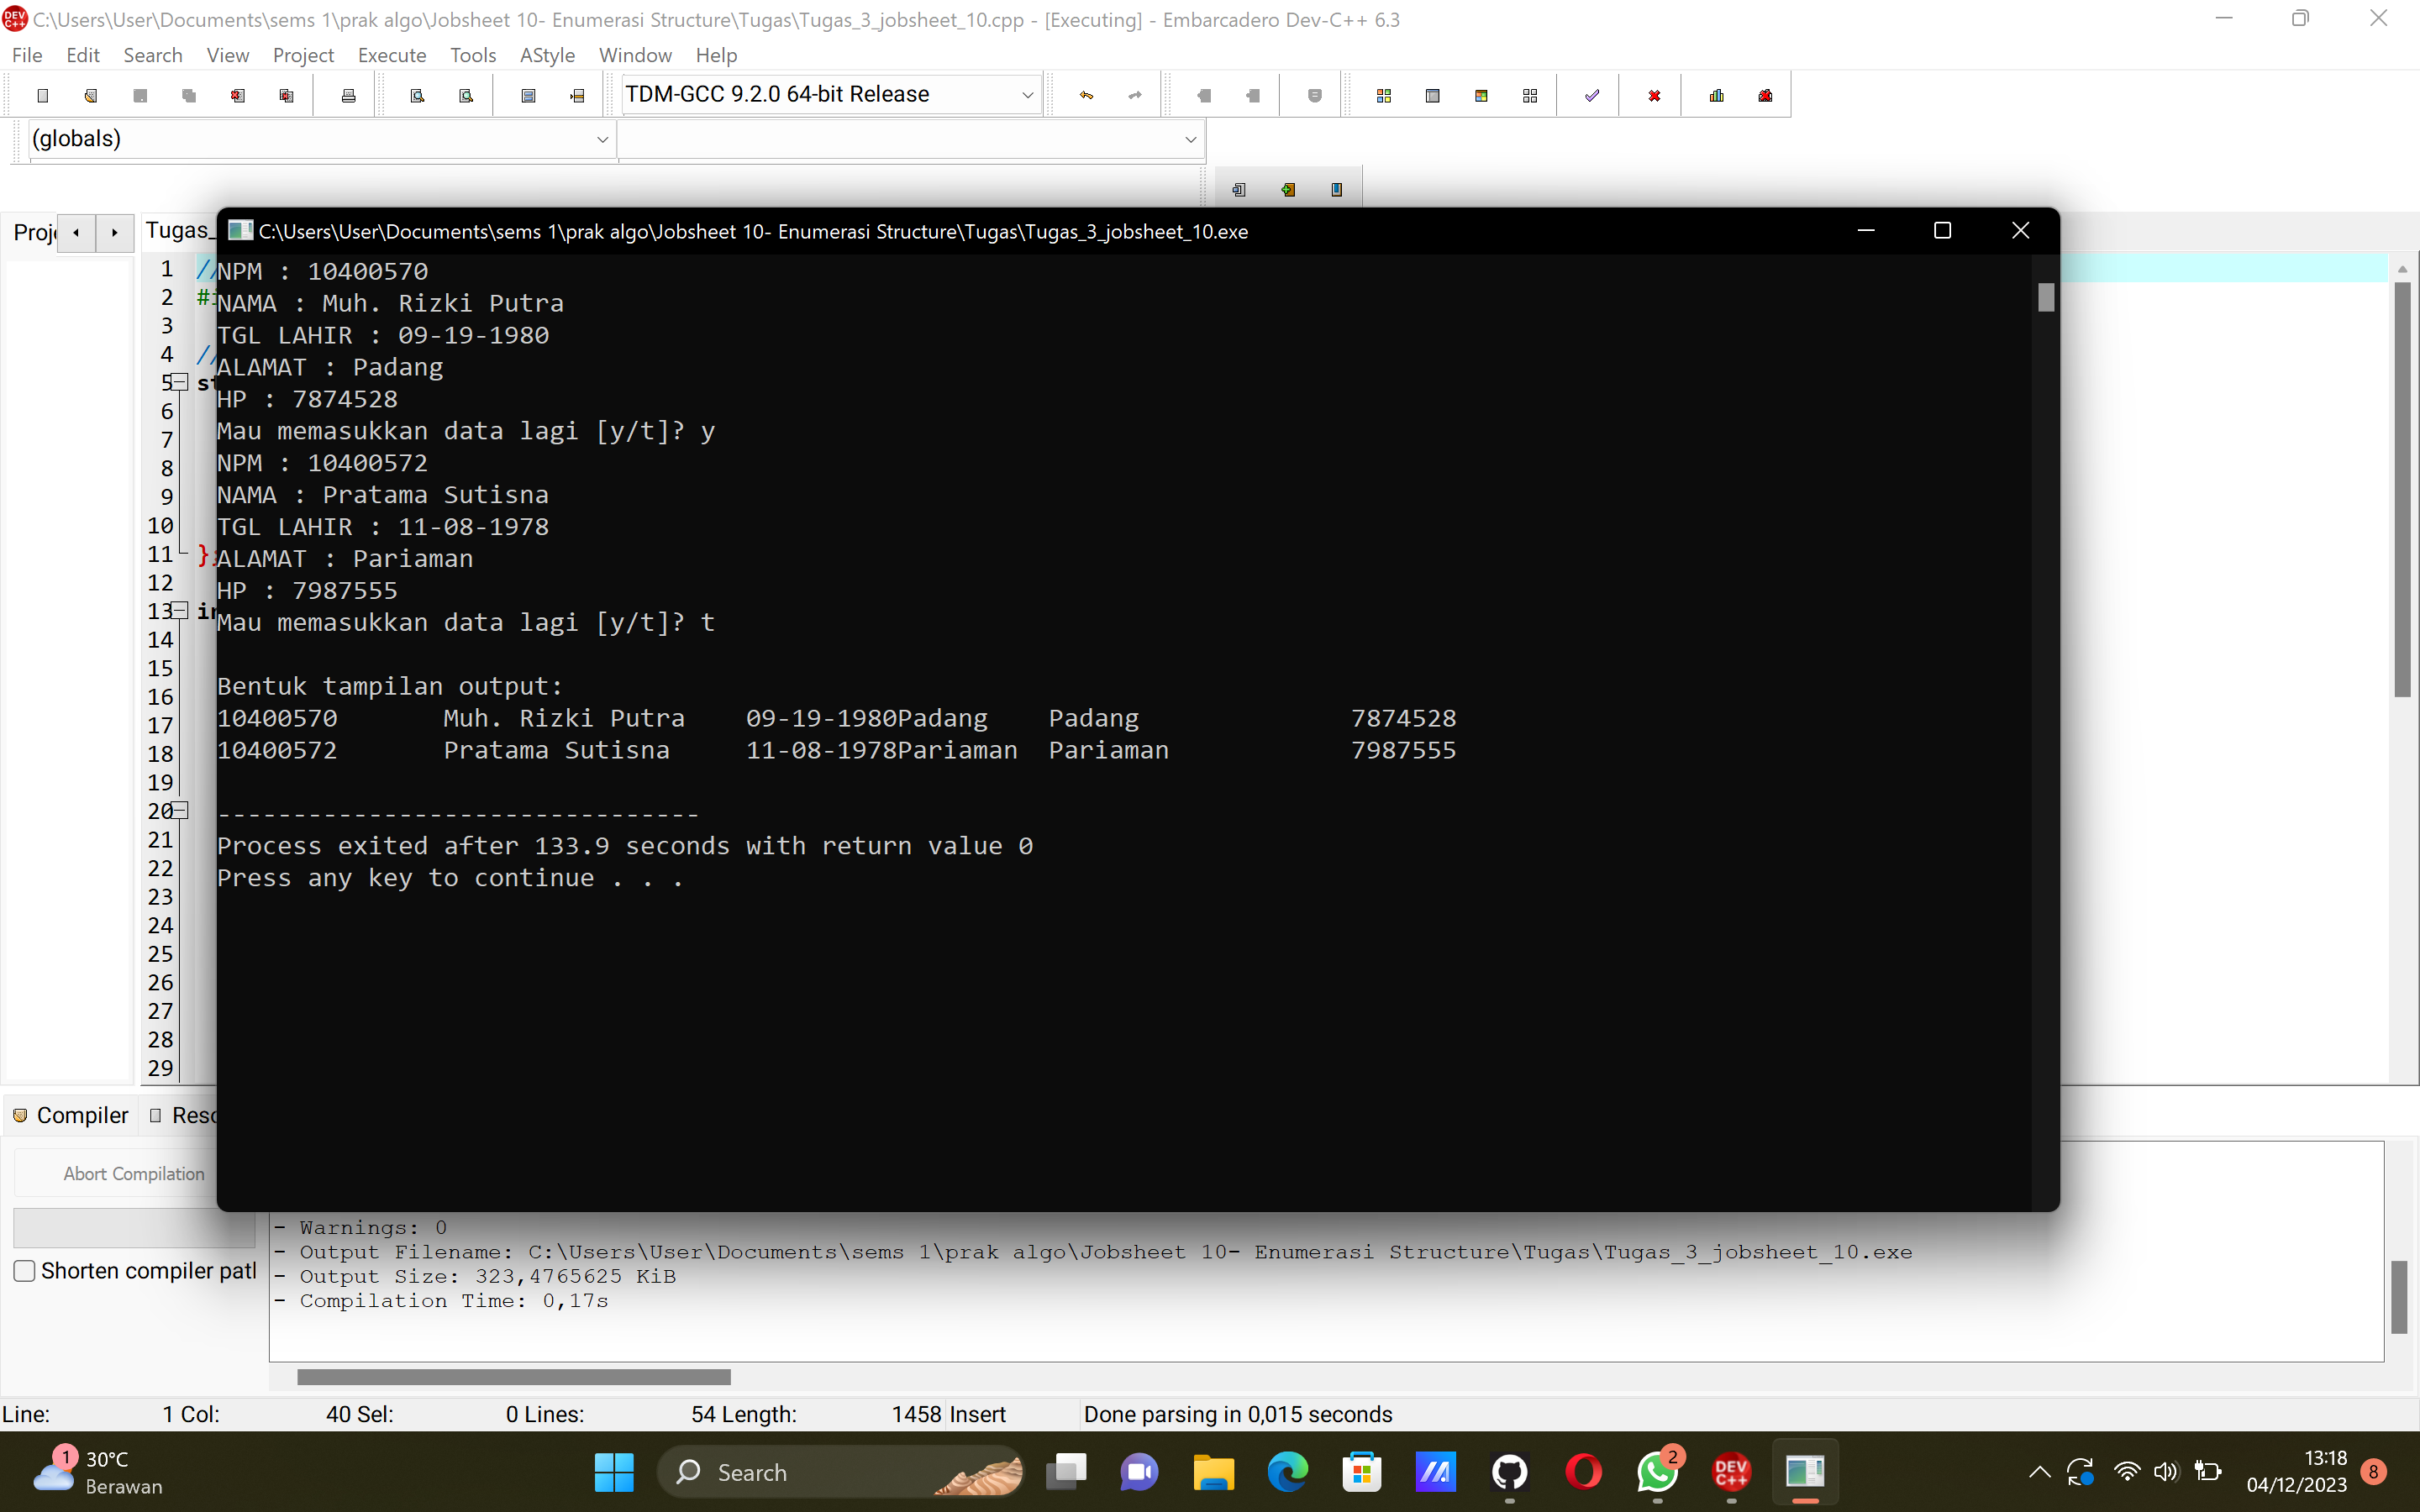 C:\Users\User\Documents\sems 1\prak algo\Jobsheet 10- Enumerasi Structure\Tugas\Tugas_3_jobsheet_10.cpp - [Executing] - Embarcadero Dev-C++ 6.3
File Edit Search View Project Execute Tools AStyle Window Help
TDM-GCC 9.2.0 64-bit Release
(globals)
Proj
Tugas_
C:\Users\User\Documents\sems 1\prak algo\Jobsheet 10- Enumerasi Structure\Tugas\Tugas_3_jobsheet_10.exe
1 //
2 #i
3
4 //
5 st
6
7
8
9
10
11 };
12
13 in
14
15
16
17
18
19
20
21
22
23
24
25
26
27
28
29
NPM : 10400570
NAMA : Muh. Rizki Putra
TGL LAHIR : 09-19-1980
ALAMAT : Padang
HP : 7874528
Mau memasukkan data lagi [y/t]? y
NPM : 10400572
NAMA : Pratama Sutisna
TGL LAHIR : 11-08-1978
ALAMAT : Pariaman
HP : 7987555
Mau memasukkan data lagi [y/t]? t
Bentuk tampilan output:
10400570 Muh. Rizki Putra 09-19-1980Padang Padang 7874528
10400572 Pratama Sutisna 11-08-1978Pariaman Pariaman 7987555
--------------------------------
Process exited after 133.9 seconds with return value 0
Press any key to continue . . .
Compiler Reso
Abort Compilation
Shorten compiler patl
- Warnings: 0
- Output Filename: C:\Users\User\Documents\sems 1\prak algo\Jobsheet 10- Enumerasi Structure\Tugas\Tugas_3_jobsheet_10.exe
- Output Size: 323,4765625 KiB
- Compilation Time: 0,17s
Line: 1 Col: 40 Sel: 0 Lines: 54 Length: 1458 Insert Done parsing in 0,015 seconds
1
30°C
Berawan
Search
2
DEV C++
13:18
04/12/2023
8